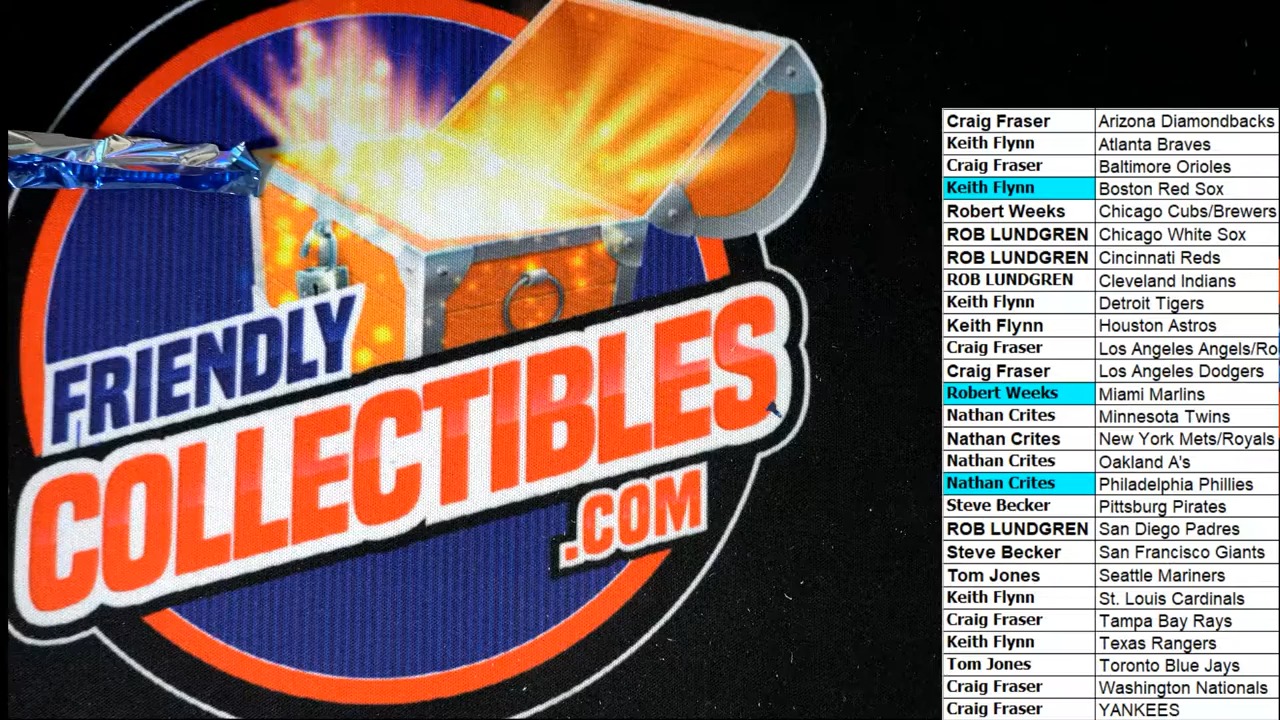 FRIENDLY
COLLECTIBLES
.COM
Craig Fraser Arizona Diamondbacks
Keith Flynn Atlanta Braves
Craig Fraser Baltimore Orioles
Keith Flynn Boston Red Sox
Robert Weeks Chicago Cubs/Brewers
ROB LUNDGREN Chicago White Sox
ROB LUNDGREN Cincinnati Reds
ROB LUNDGREN Cleveland Indians
Keith Flynn Detroit Tigers
Keith Flynn Houston Astros
Craig Fraser Los Angeles Angels/Ro
Craig Fraser Los Angeles Dodgers
Robert Weeks Miami Marlins
Nathan Crites Minnesota Twins
Nathan Crites New York Mets/Royals
Nathan Crites Oakland A's
Nathan Crites Philadelphia Phillies
Steve Becker Pittsburg Pirates
ROB LUNDGREN San Diego Padres
Steve Becker San Francisco Giants
Tom Jones Seattle Mariners
Keith Flynn St. Louis Cardinals
Craig Fraser Tampa Bay Rays
Keith Flynn Texas Rangers
Tom Jones Toronto Blue Jays
Craig Fraser Washington Nationals
Craig Fraser YANKEES